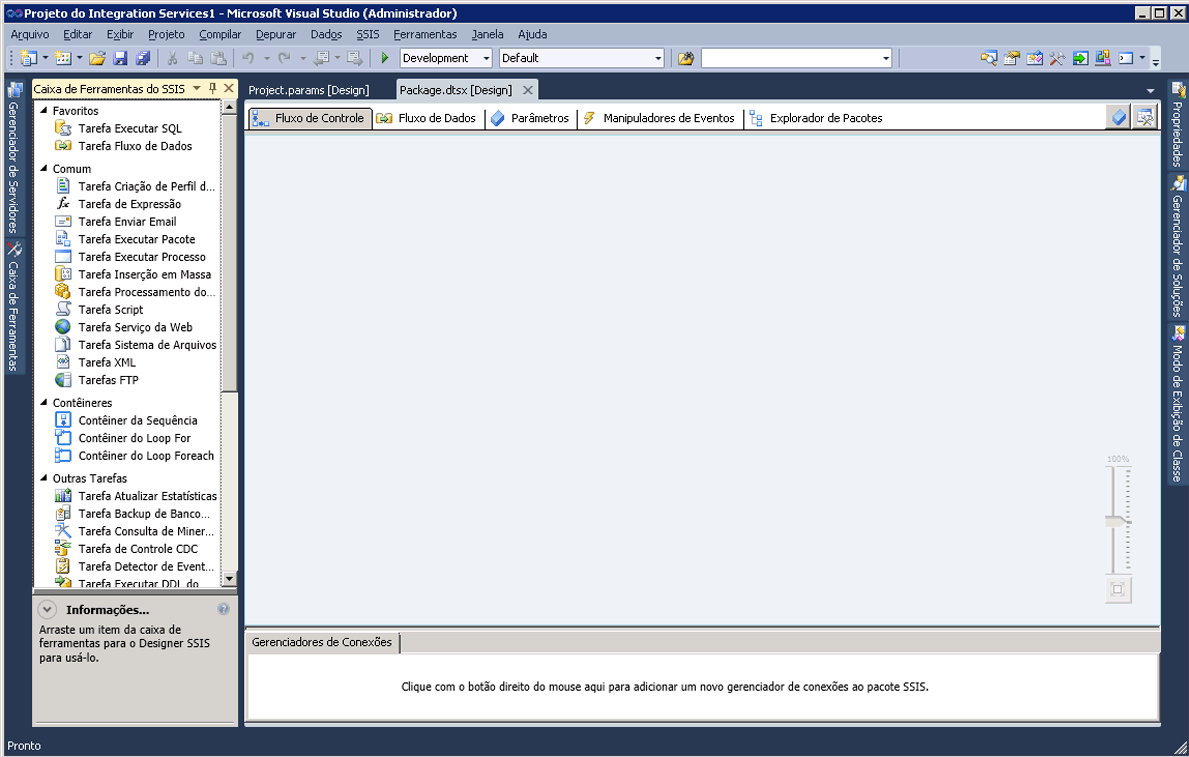 Projeto do Integration Services1 - Microsoft Visual Studio (Administrador)
Arquivo Editar Exibir Projeto Compilar Depurar Dados SSIS Ferramentas Janela Ajuda
Development Default
Gerenciador de Servidores
Caixa de Ferramentas
Caixa de Ferramentas do SSIS
Favoritos
Tarefa Executar SQL
Tarefa Fluxo de Dados
Comum
Tarefa Criação de Perfil d...
Tarefa de Expressão
Tarefa Enviar Email
Tarefa Executar Pacote
Tarefa Executar Processo
Tarefa Inserção em Massa
Tarefa Processamento do...
Tarefa Script
Tarefa Serviço da Web
Tarefa Sistema de Arquivos
Tarefa XML
Tarefas FTP
Contêineres
Contêiner da Sequência
Contêiner do Loop For
Contêiner do Loop Foreach
Outras Tarefas
Tarefa Atualizar Estatísticas
Tarefa Backup de Banco...
Tarefa Consulta de Miner...
Tarefa de Controle CDC
Tarefa Detector de Event...
Tarefa Executar DDL do
Informações...
Arraste um item da caixa de
ferramentas para o Designer SSIS
para usá-lo.
Project.params [Design] Package.dtsx [Design]
Fluxo de Controle Fluxo de Dados Parâmetros Manipuladores de Eventos Explorador de Pacotes
100%
Gerenciadores de Conexões
Clique com o botão direito do mouse aqui para adicionar um novo gerenciador de conexões ao pacote SSIS.
Propriedades
Gerenciador de Soluções
Modo de Exibição de Classe
Pronto